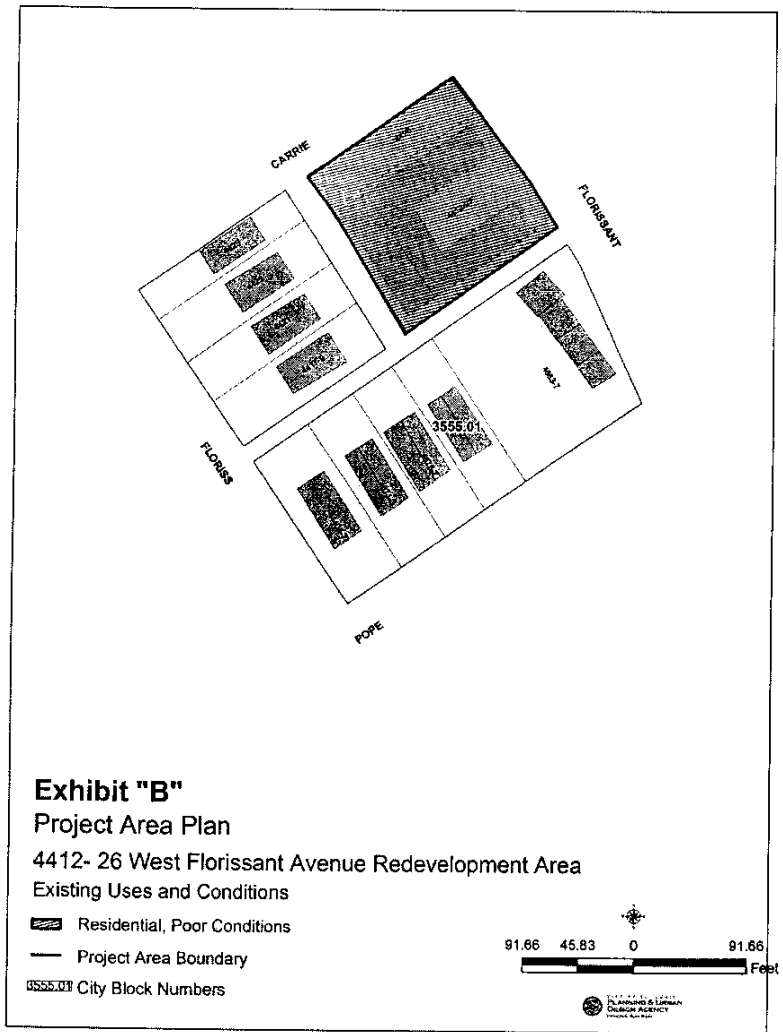 CARRIE
FLORISSANT
FLORISS
3555.01
POPE
Exhibit "B"
Project Area Plan
4412- 26 West Florissant Avenue Redevelopment Area
Existing Uses and Conditions
Residential, Poor Conditions
Project Area Boundary
3555.01 City Block Numbers
91.66 45.83 0 91.66
Feet
PLANNING & URBAN
DESIGN AGENCY